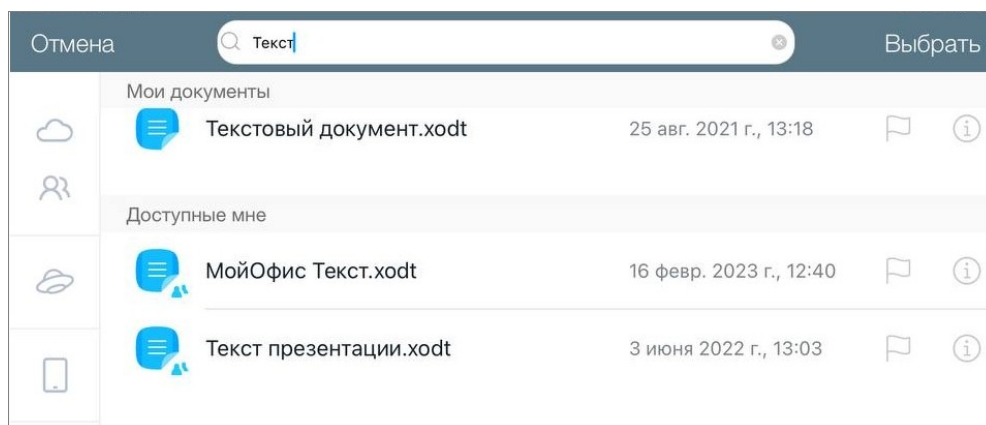 Отмена Текст Выбрать
Мои документы
Текстовый документ.xodt 25 авг. 2021 г., 13:18
Доступные мне
МойОфис Текст.xodt 16 февр. 2023 г., 12:40
Текст презентации.xodt 3 июня 2022 г., 13:03